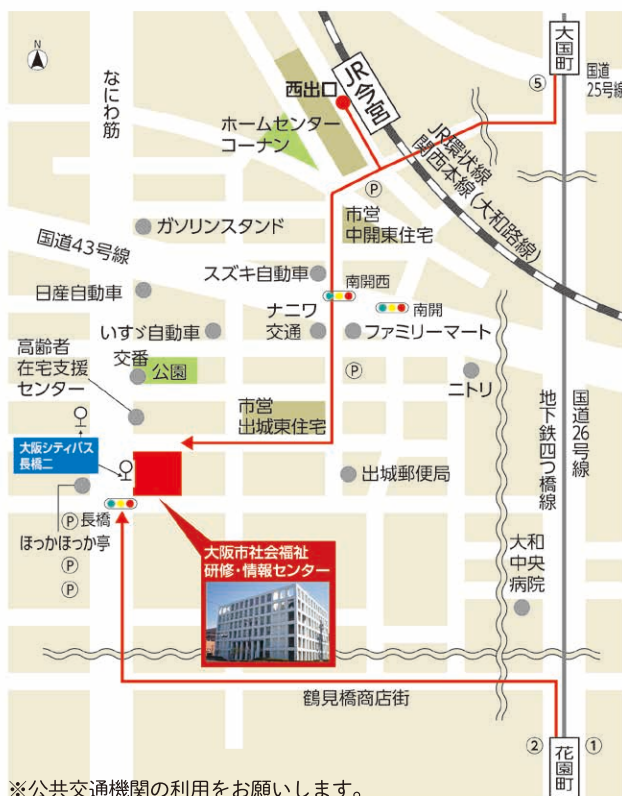 N
なにわ筋
大国町
⑤
国道
25号線
西出口
JR今宮
ホームセンター
コーナン
JR環状線
関西本線(大和路線)
P
ガソリンスタンド
市営
中開東住宅
国道43号線
スズキ自動車
南開西
南開
日産自動車
いすゞ自動車
ナニワ
交通
ファミリーマート
高齢者
在宅支援
センター
交番
公園
P
ニトリ
市営
出城東住宅
地下鉄四つ橋線
国道26号線
大阪シティバス
長橋二
出城郵便局
P
長橋
ほっかほっか亭
P
P
大阪市社会福祉
研修・情報センター
大和
中央
病院
鶴見橋商店街
②
花園町
①
※公共交通機関の利用をお願いします。